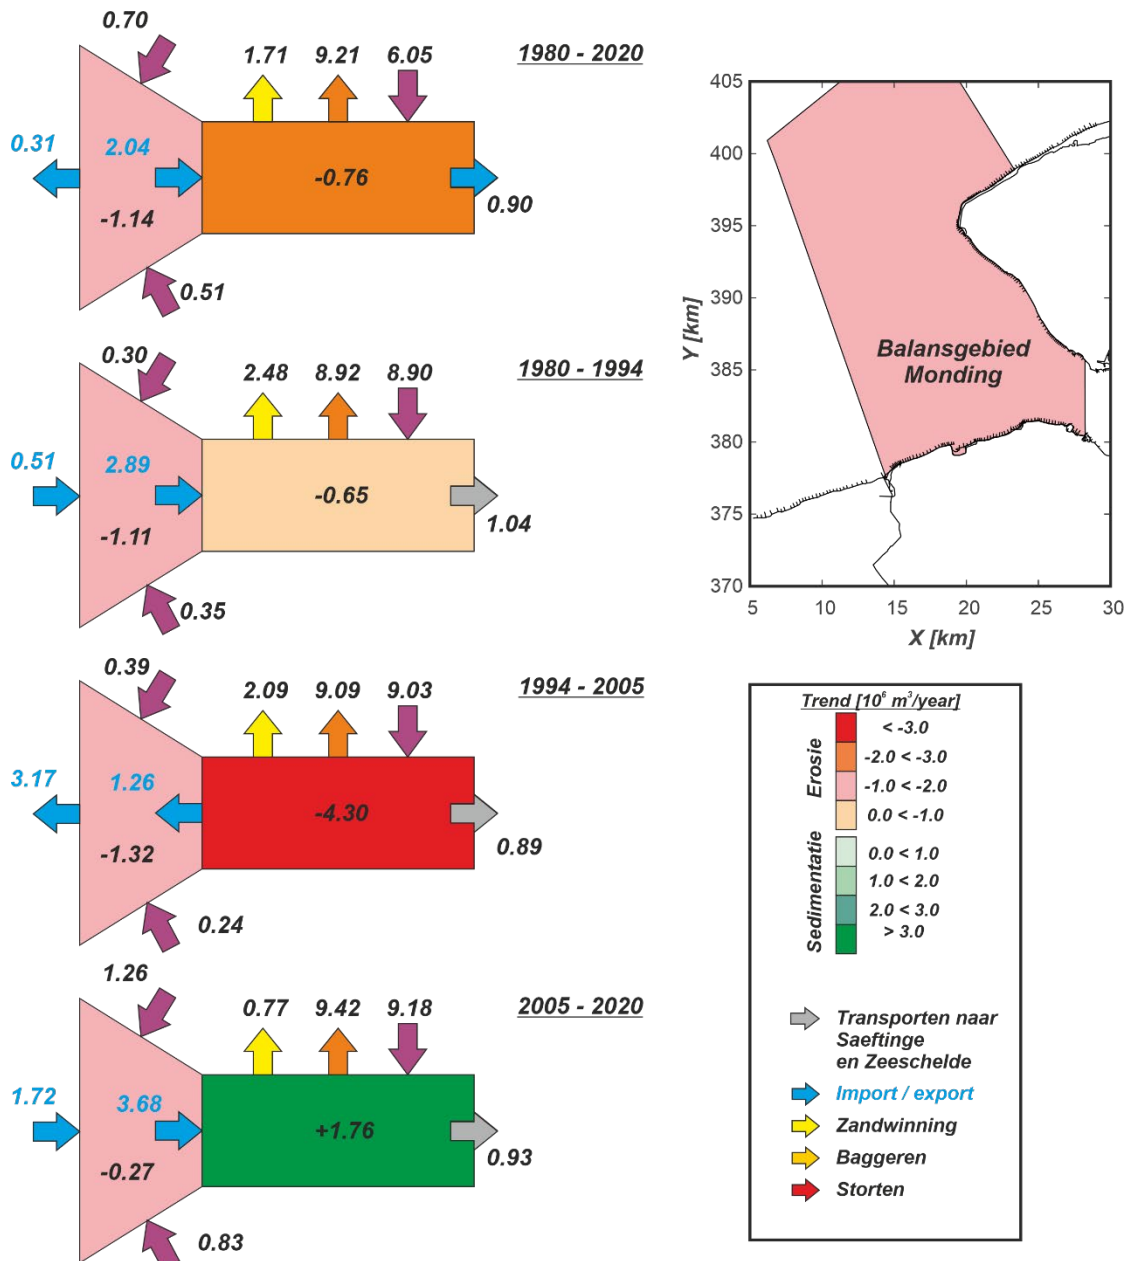 0.70
1.71 9.21 6.05 1980 - 2020
0.31 2.04
-0.76
-1.14
0.90
0.51
0.30
2.48 8.92 8.90 1980 - 1994
0.51 2.89
-0.65
-1.11
1.04
0.35
0.39
2.09 9.09 9.03 1994 - 2005
3.17 1.26
-4.30
-1.32
0.89
0.24
1.26
0.77 9.42 9.18 2005 - 2020
1.72 3.68
+1.76
-0.27
0.93
0.83
405
400
395
390
385
380
375
370
Y [km]
Balansgebied
Monding
5 10 15 20 25 30
X [km]
Trend [10⁶ m³/year]
Erosie
< -3.0
-2.0 < -3.0
-1.0 < -2.0
0.0 < -1.0
Sedimentatie
0.0 < 1.0
1.0 < 2.0
2.0 < 3.0
> 3.0
Transporten naar
Saeftinge
en Zeeschelde
Import / export
Zandwinning
Baggeren
Storten